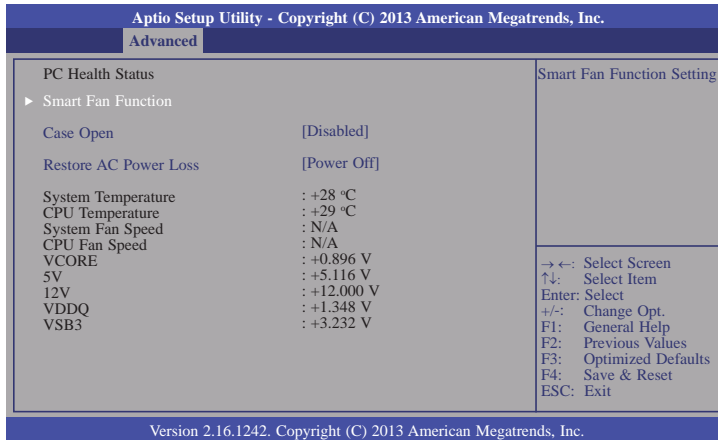 Aptio Setup Utility - Copyright (C) 2013 American Megatrends, Inc.
Advanced
PC Health Status
Smart Fan Function Setting
► Smart Fan Function
Case Open [Disabled]
Restore AC Power Loss [Power Off]
System Temperature : +28 °C
CPU Temperature : +29 °C
System Fan Speed : N/A
CPU Fan Speed : N/A
VCORE : +0.896 V
5V : +5.116 V
12V : +12.000 V
VDDQ : +1.348 V
VSB3 : +3.232 V
→ ←: Select Screen
↑↓: Select Item
Enter: Select
+/-: Change Opt.
F1: General Help
F2: Previous Values
F3: Optimized Defaults
F4: Save & Reset
ESC: Exit
Version 2.16.1242. Copyright (C) 2013 American Megatrends, Inc.